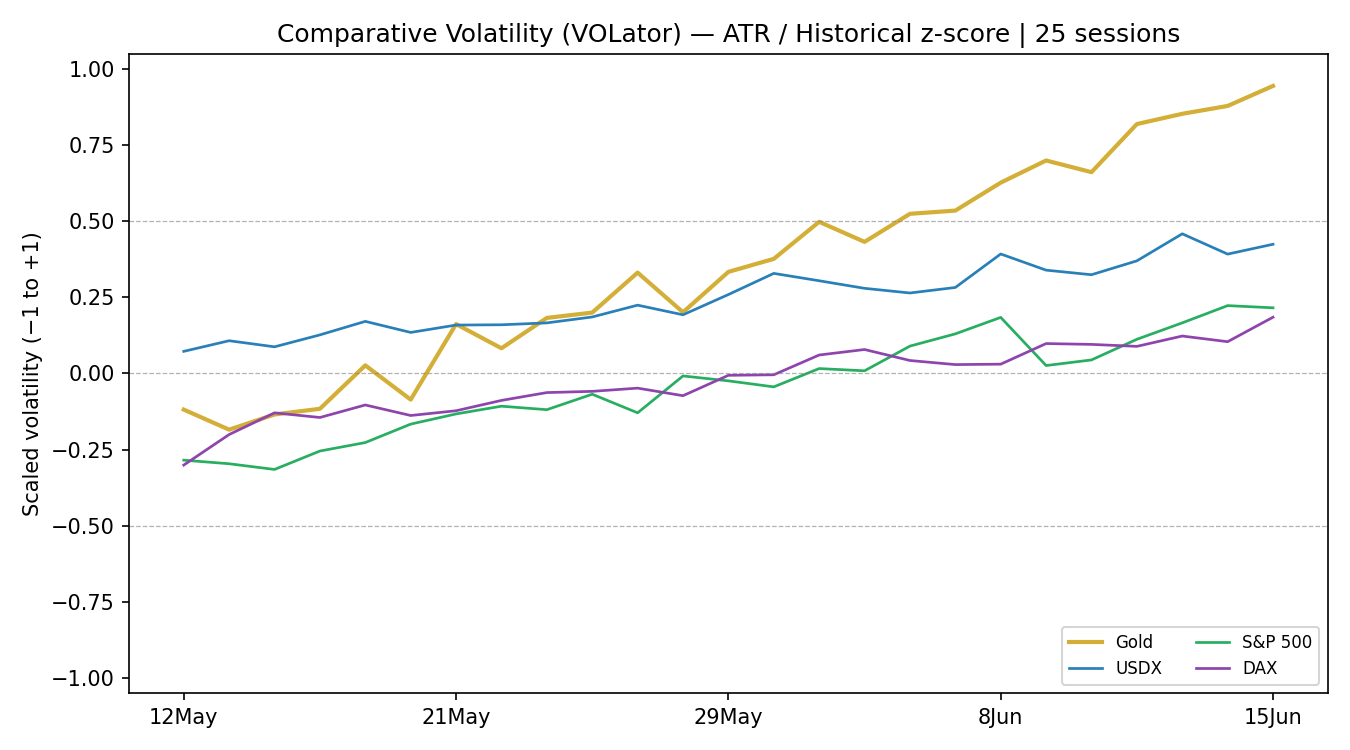 Comparative Volatility (VOLator) — ATR / Historical z-score | 25 sessions
Scaled volatility (−1 to +1)
1.00
0.75
0.50
0.25
0.00
−0.25
−0.50
−0.75
−1.00
Gold
USDX
S&P 500
DAX
12May
21May
29May
8Jun
15Jun